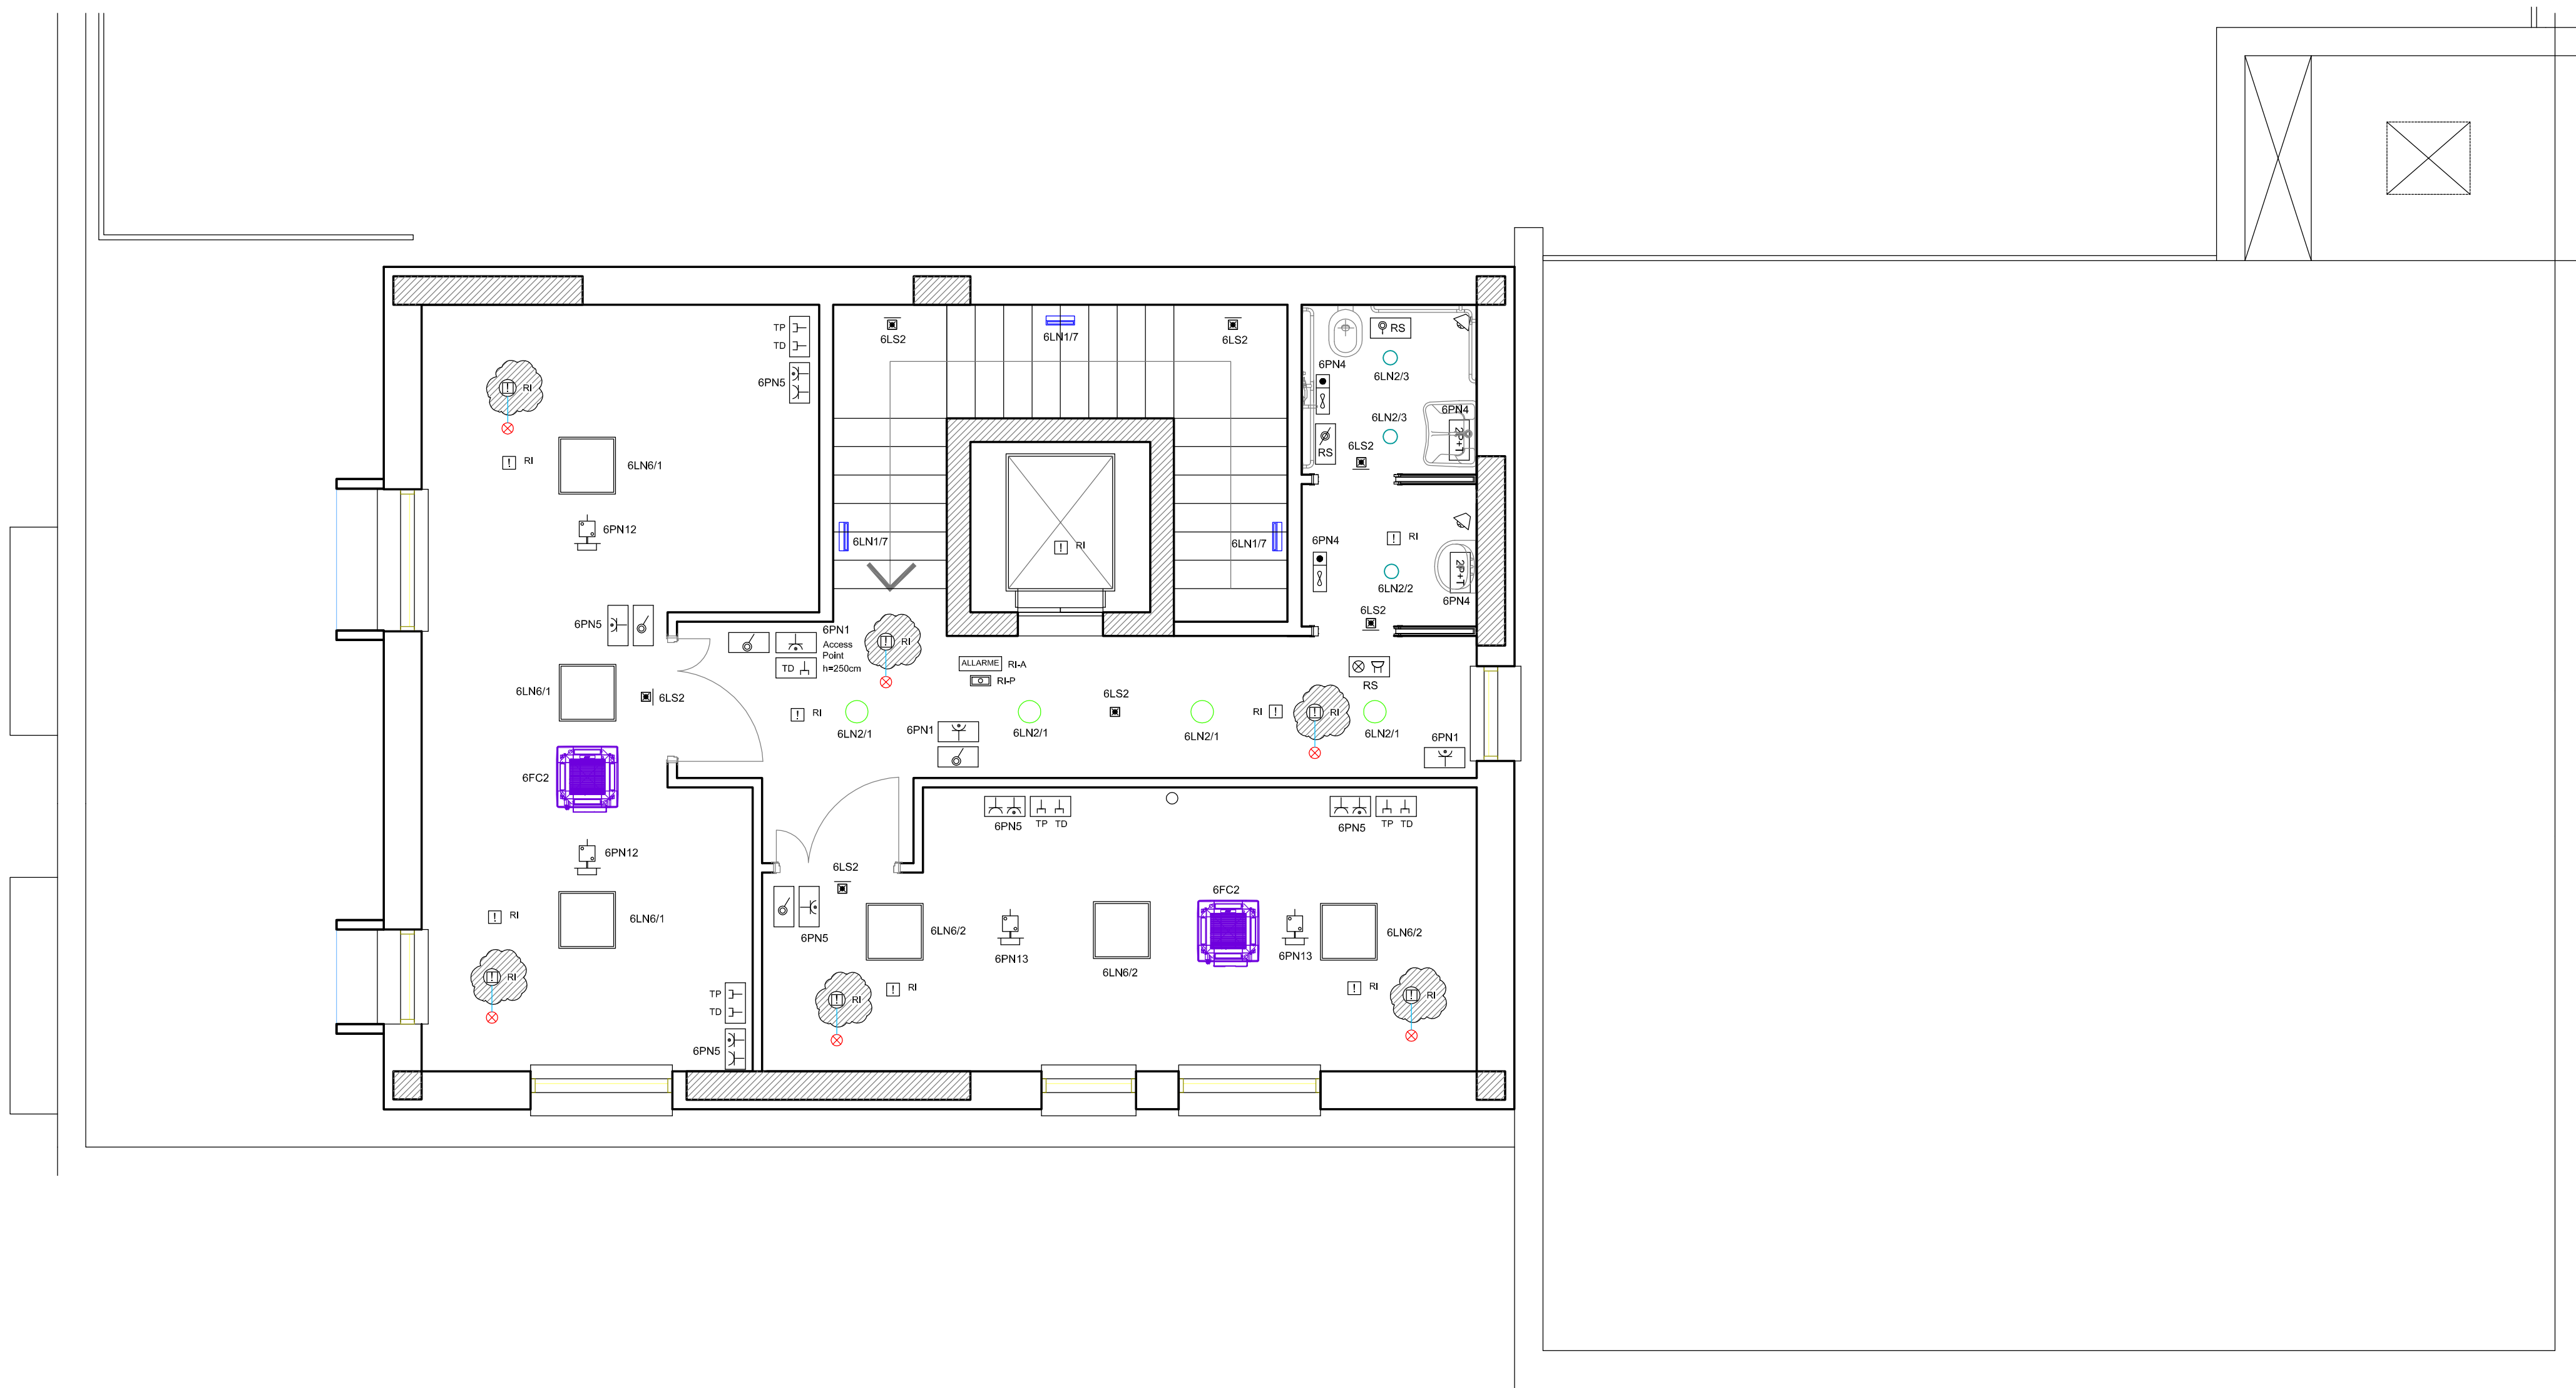 TP
TD
6PN5
6LS2
6LN1/7
6LS2
RS
6PN4
6LN2/3
RI
6LN2/3
6PN4
2P+T
RS
6LS2
RI
6LN6/1
6PN12
6LN1/7
RI
6LN1/7
6PN4
RI
2P+T
6LN2/2
6PN4
6LS2
6PN5
6PN1
Access
Point
h=250cm
TD
RI
ALLARME
RI-A
RI-P
RS
6LN6/1
6LS2
RI
6LN2/1
6PN1
6LN2/1
6LS2
6LN2/1
RI
RI
6LN2/1
6PN1
6FC2
6PN5
TP
TD
6PN5
TP
TD
6PN12
6LS2
6FC2
RI
6LN6/1
6PN5
6LN6/2
6PN13
6LN6/2
6PN13
6LN6/2
RI
RI
RI
RI
RI
TP
TD
6PN5